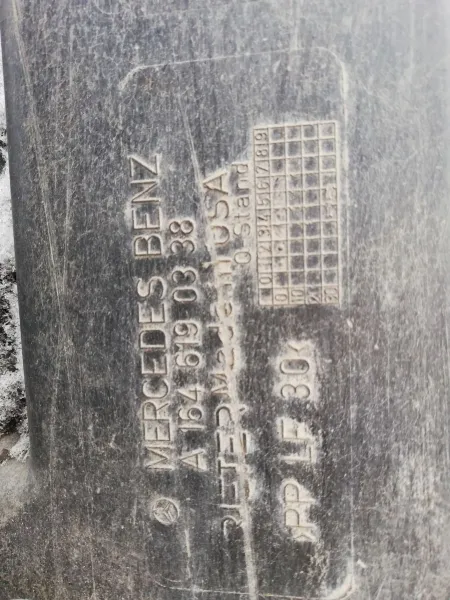 MERCEDES BENZ
A 164 619 03 38
RIETER Made in USA
0 Stand
>PP LF 30<